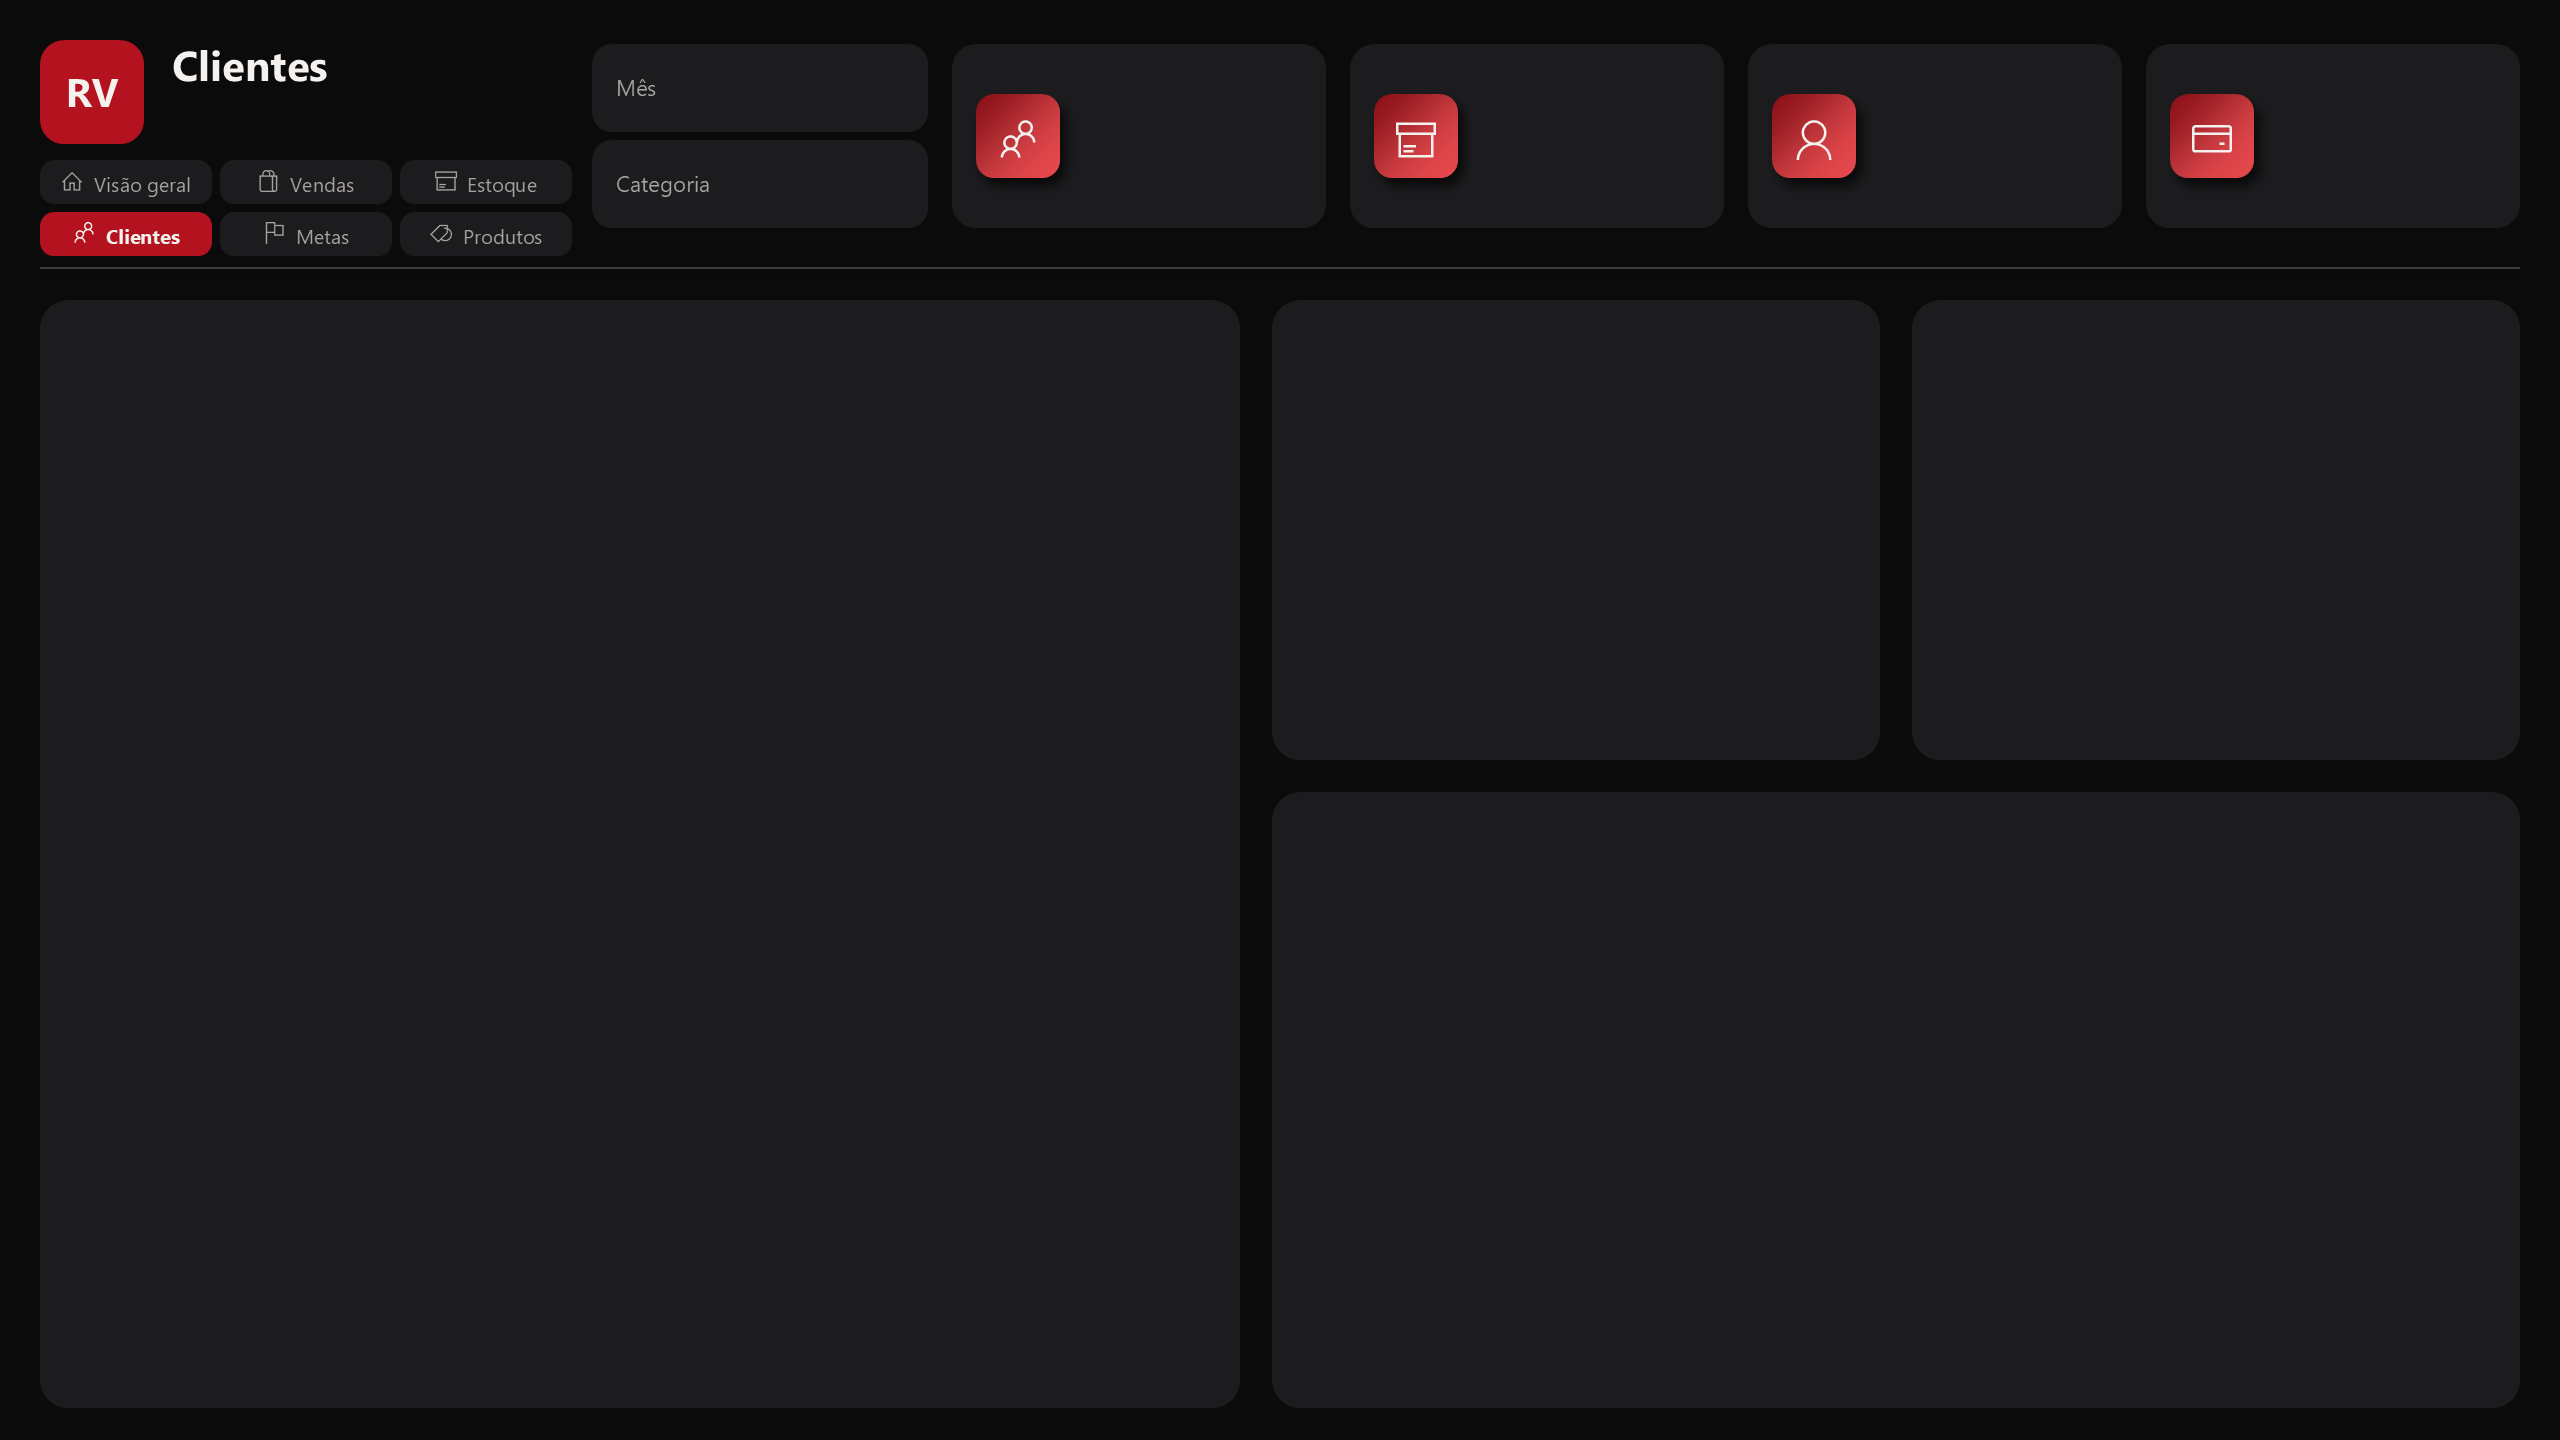 RV
Clientes
Visão geral
Vendas
Estoque
Clientes
Metas
Produtos
Mês
Categoria